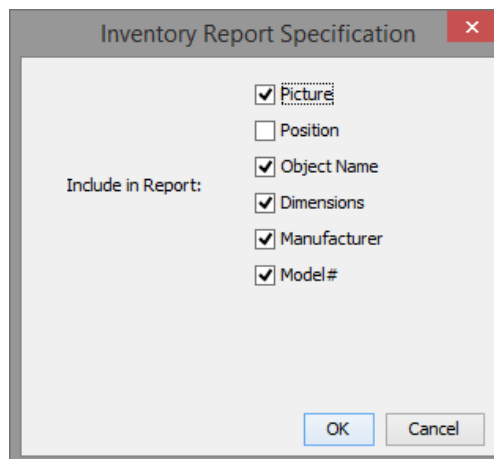 Inventory Report Specification
Picture
Position
Object Name
Include in Report:
Dimensions
Manufacturer
Model#
OK Cancel